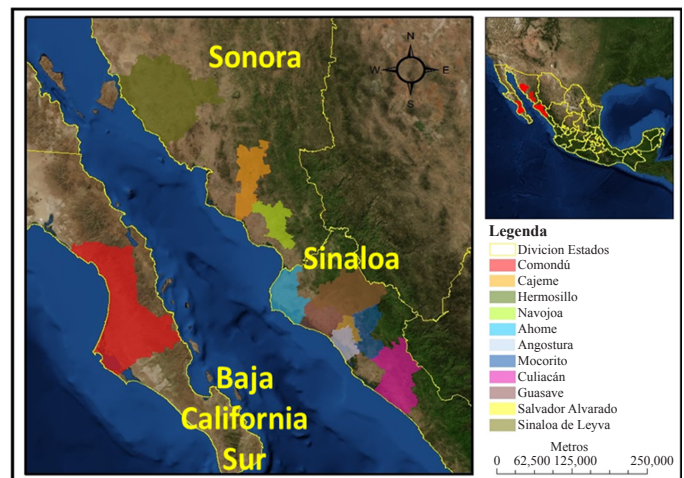 Sonora
N
W
E
S
Sinaloa
Baja
California
Sur
Legenda
Divicion Estados
Comondú
Cajeme
Hermosillo
Navojoa
Ahome
Angostura
Mocorito
Culiacán
Guasave
Salvador Alvarado
Sinaloa de Leyva
Metros
0 62,500 125,000 250,000